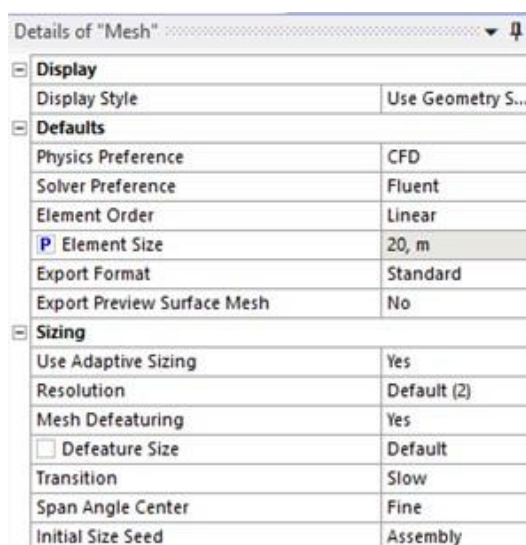 Details of "Mesh"
Display
Display Style Use Geometry S...
Defaults
Physics Preference CFD
Solver Preference Fluent
Element Order Linear
P Element Size 20, m
Export Format Standard
Export Preview Surface Mesh No
Sizing
Use Adaptive Sizing Yes
Resolution Default (2)
Mesh Defeaturing Yes
Defeature Size Default
Transition Slow
Span Angle Center Fine
Initial Size Seed Assembly